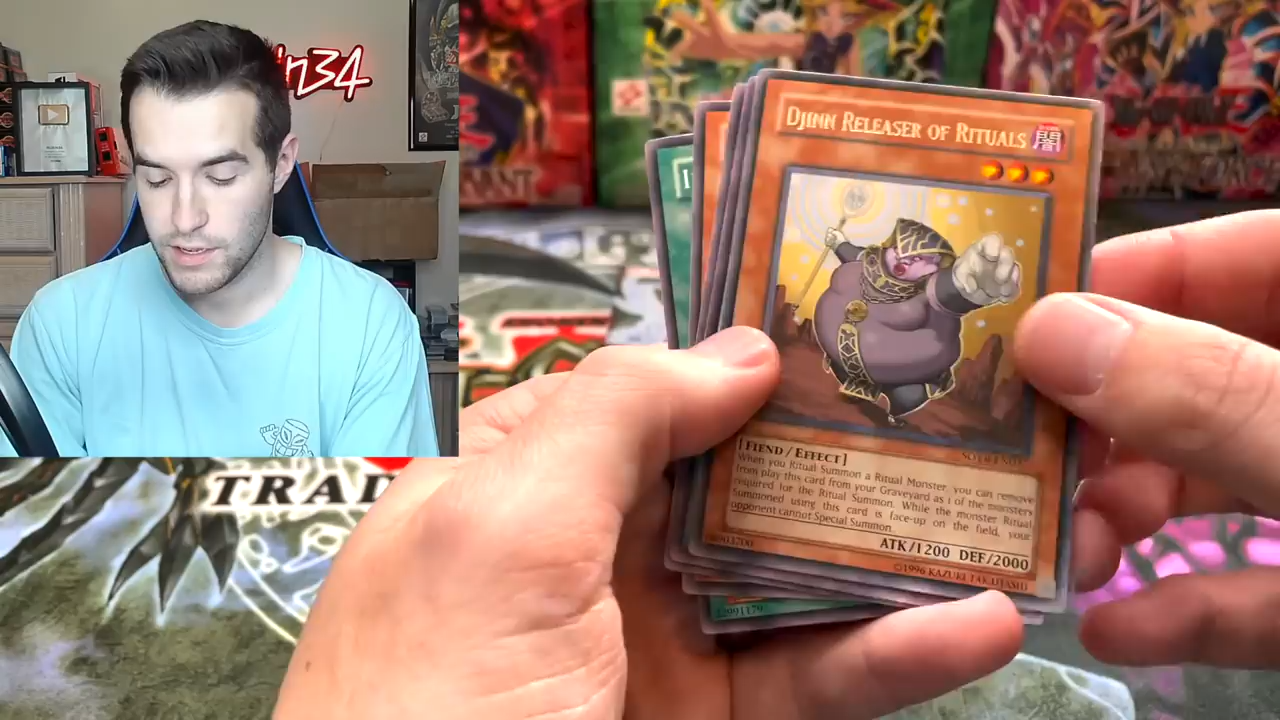 n34
DJINN RELEASER OF RITUALS
闇
[FIEND / EFFECT]
When you Ritual Summon a Ritual Monster, you can remove
from play this card from your Graveyard as 1 of the monsters
required for the Ritual Summon. While the monster Ritual
Summoned using this card is face-up on the field, your
opponent cannot Special Summon.
ATK/1200 DEF/2000
©1996 KAZUKI TAKAHASHI
TRAD